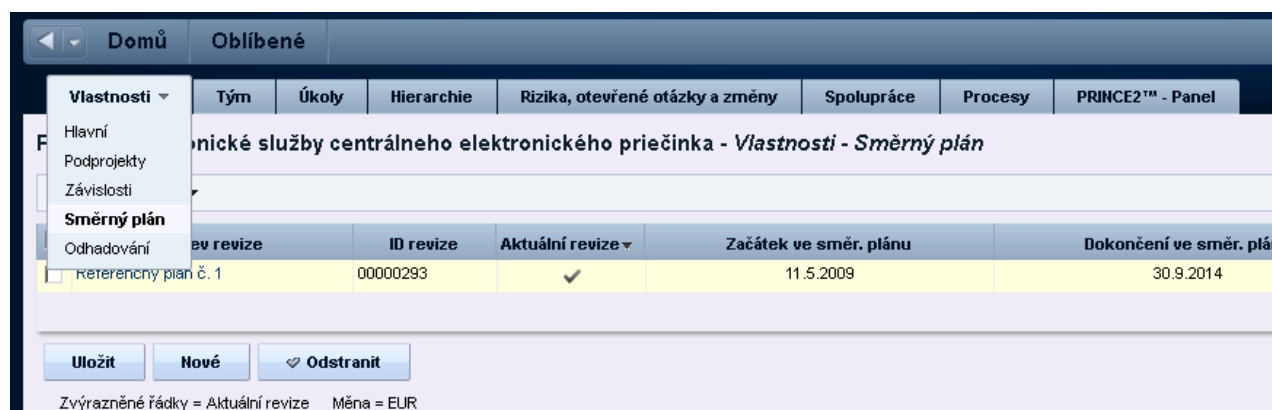 Domů Oblíbené
Vlastnosti Tým Úkoly Hierarchie Rizika, otevřené otázky a změny Spolupráce Procesy PRINCE2™ - Panel
Hlavní
služby centrálneho elektronického priečinka - Vlastnosti - Směrný plán
Podprojekty
Závislosti
Směrný plán
revize ID revize Aktuální revize Začátek ve směr. plánu Dokončení ve směr.
Odhadování
Referenčný plán č. 1 00000293 11.5.2009 30.9.2014
Uložit Nové Odstranit
Zvýrazněné řádky = Aktuální revize Měna = EUR